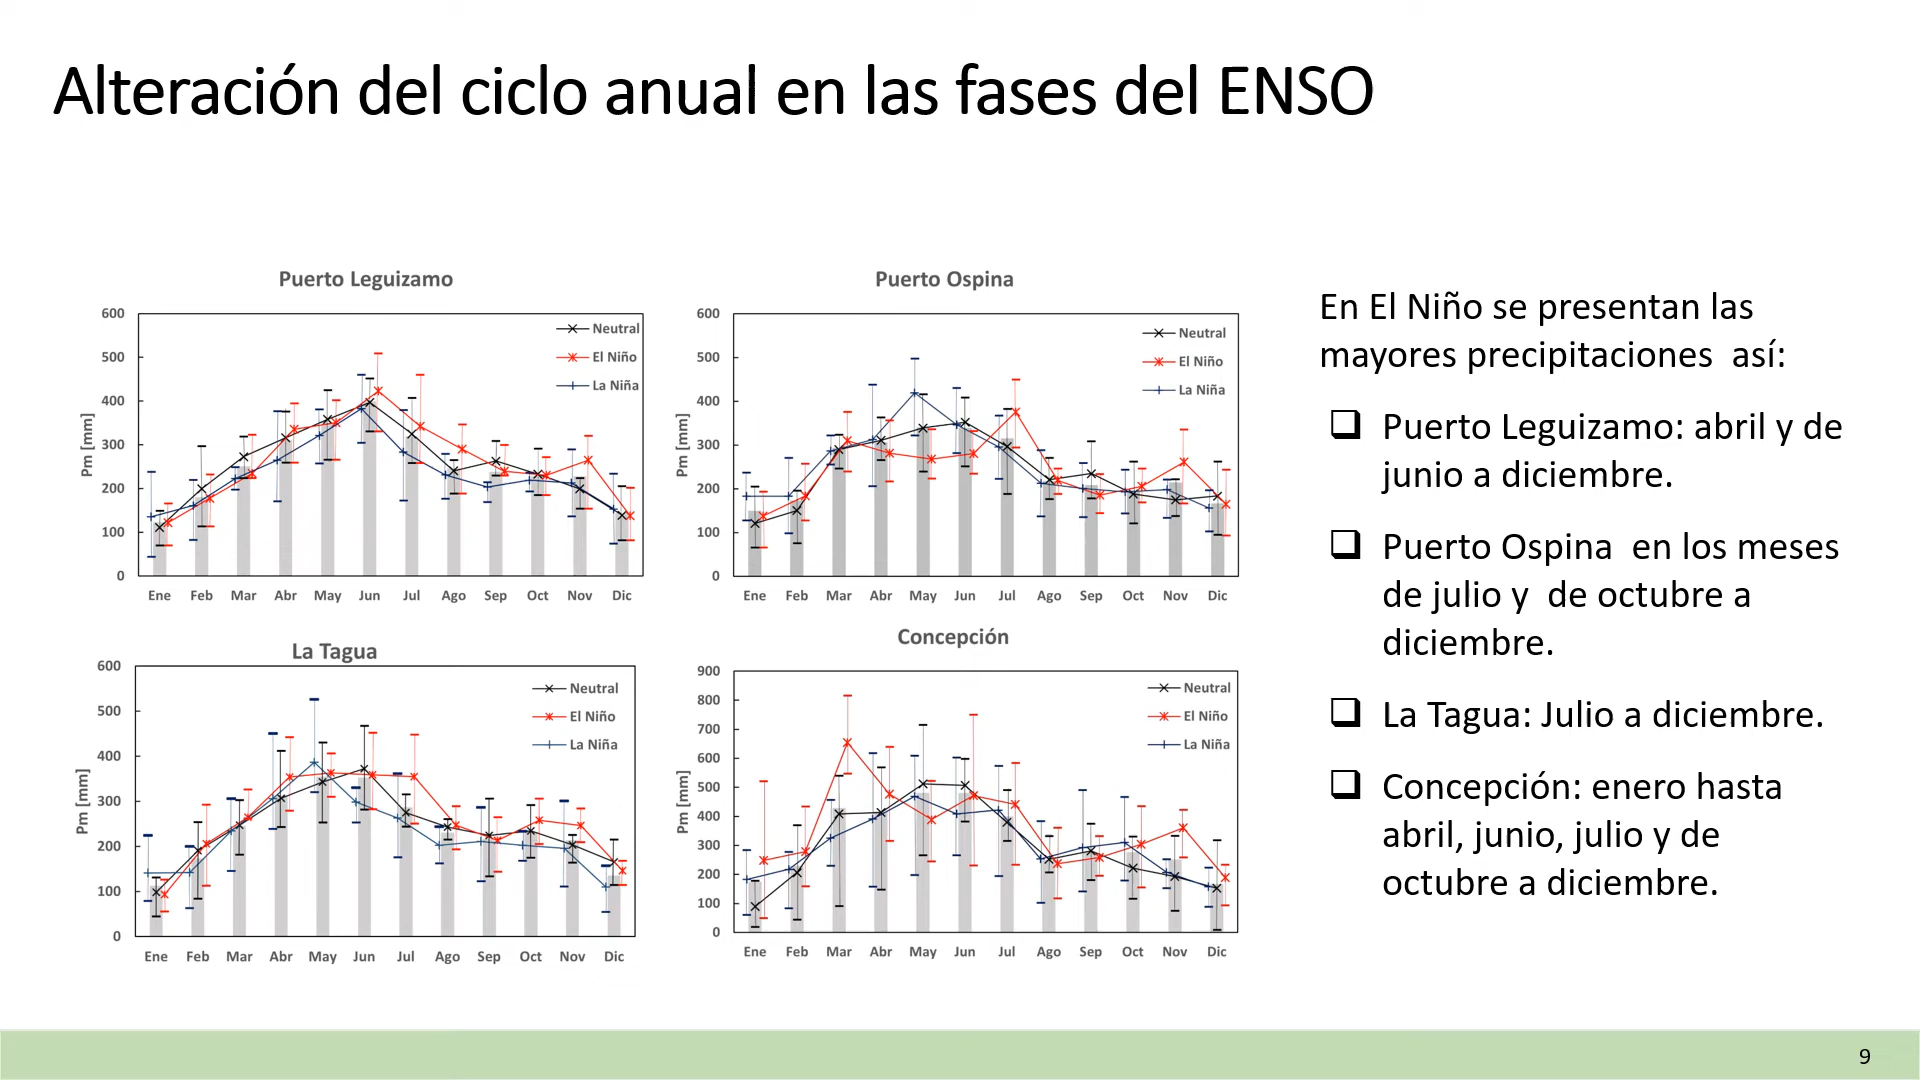 Alteración del ciclo anual en las fases del ENSO
Puerto Leguizamo
600
500
400
300
200
100
0
Pm [mm]
Neutral
El Niño
La Niña
Ene Feb Mar Abr May Jun Jul Ago Sep Oct Nov Dic
Puerto Ospina
600
500
400
300
200
100
0
Pm [mm]
Neutral
El Niño
La Niña
Ene Feb Mar Abr May Jun Jul Ago Sep Oct Nov Dic
La Tagua
600
500
400
300
200
100
0
Pm [mm]
Neutral
El Niño
La Niña
Ene Feb Mar Abr May Jun Jul Ago Sep Oct Nov Dic
Concepción
900
800
700
600
500
400
300
200
100
0
Pm [mm]
Neutral
El Niño
La Niña
Ene Feb Mar Abr May Jun Jul Ago Sep Oct Nov Dic
En El Niño se presentan las
mayores precipitaciones así:
Puerto Leguizamo: abril y de
junio a diciembre.
Puerto Ospina en los meses
de julio y de octubre a
diciembre.
La Tagua: Julio a diciembre.
Concepción: enero hasta
abril, junio, julio y de
octubre a diciembre.
9